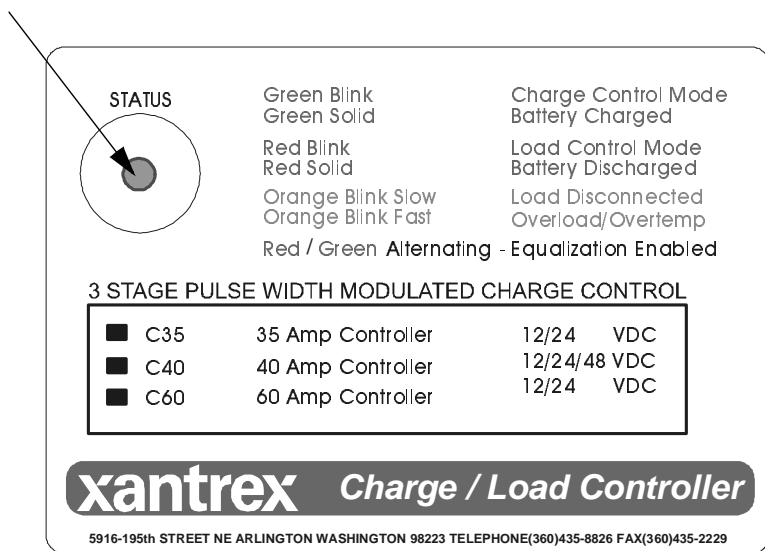 STATUS
Green Blink Charge Control Mode
Green Solid Battery Charged
Red Blink Load Control Mode
Red Solid Battery Discharged
Orange Blink Slow Load Disconnected
Orange Blink Fast Overload/Overtemp
Red / Green Alternating - Equalization Enabled
3 STAGE PULSE WIDTH MODULATED CHARGE CONTROL
C35 35 Amp Controller 12/24 VDC
C40 40 Amp Controller 12/24/48 VDC
C60 60 Amp Controller 12/24 VDC
xantrex Charge / Load Controller
5916-195th STREET NE ARLINGTON WASHINGTON 98223 TELEPHONE(360)435-8826 FAX(360)435-2229